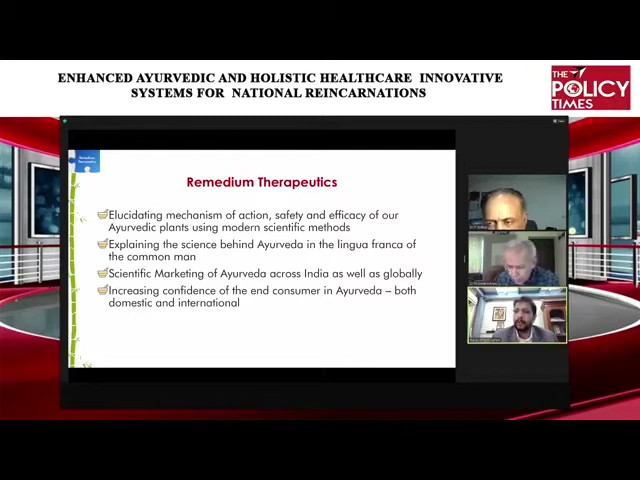 ENHANCED AYURVEDIC AND HOLISTIC HEALTHCARE INNOVATIVE
SYSTEMS FOR NATIONAL REINCARNATIONS
THE
POLICY
TIMES
Remedium
Therapeutics
Remedium Therapeutics
Elucidating mechanism of action, safety and efficacy of our
Ayurvedic plants using modern scientific methods
Explaining the science behind Ayurveda in the lingua franca of
the common man
Scientific Marketing of Ayurveda across India as well as globally
Increasing confidence of the end consumer in Ayurveda – both
domestic and international